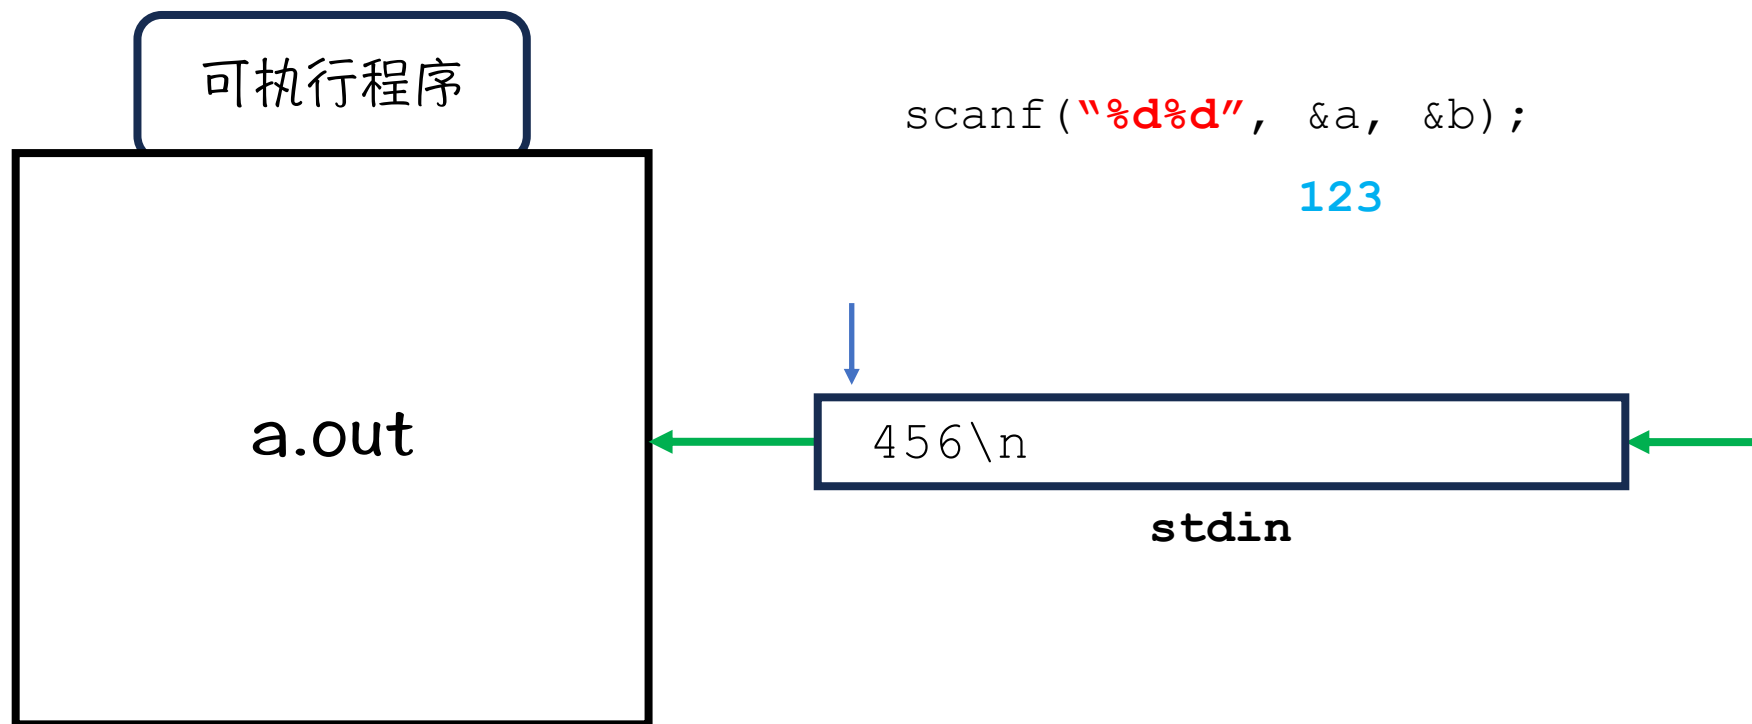 可执行程序
scanf(“%d%d”, &a, &b);
123
a.out
456\n
stdin